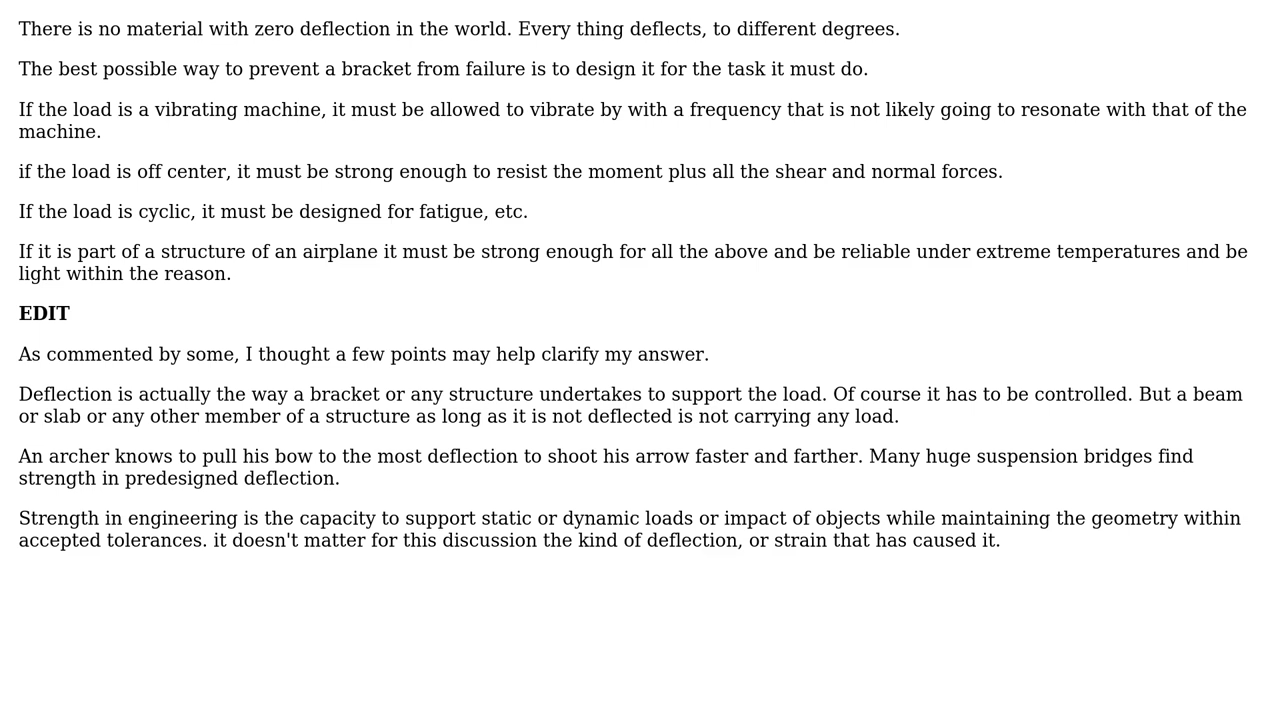 There is no material with zero deflection in the world. Every thing deflects, to different degrees.
The best possible way to prevent a bracket from failure is to design it for the task it must do.
If the load is a vibrating machine, it must be allowed to vibrate by with a frequency that is not likely going to resonate with that of the
machine.
if the load is off center, it must be strong enough to resist the moment plus all the shear and normal forces.
If the load is cyclic, it must be designed for fatigue, etc.
If it is part of a structure of an airplane it must be strong enough for all the above and be reliable under extreme temperatures and be
light within the reason.
EDIT
As commented by some, I thought a few points may help clarify my answer.
Deflection is actually the way a bracket or any structure undertakes to support the load. Of course it has to be controlled. But a beam
or slab or any other member of a structure as long as it is not deflected is not carrying any load.
An archer knows to pull his bow to the most deflection to shoot his arrow faster and farther. Many huge suspension bridges find
strength in predesigned deflection.
Strength in engineering is the capacity to support static or dynamic loads or impact of objects while maintaining the geometry within
accepted tolerances. it doesn't matter for this discussion the kind of deflection, or strain that has caused it.